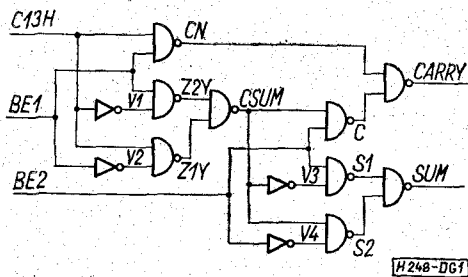 C13H
CN
CARRY
Z2Y
CSUM
BE1
V1
C
V2
Z1Y
BE2
V3
S1
SUM
V4
S2
H248-DG1